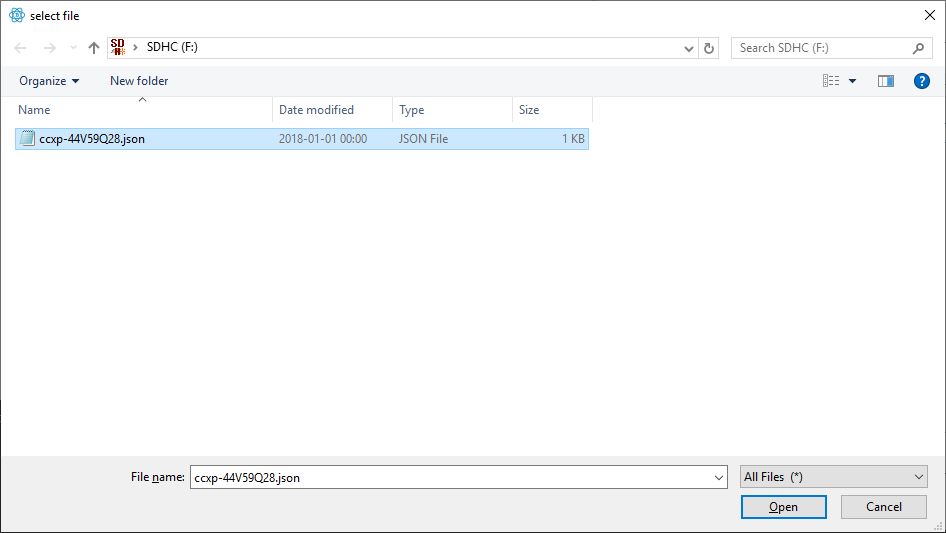 select file
SDHC (F:)
Search SDHC (F:)
Organize
New folder
Name
Date modified
Type
Size
ccxp-44V59Q28.json
2018-01-01 00:00
JSON File
1 KB
File name:
ccxp-44V59Q28.json
All Files (*)
Open
Cancel